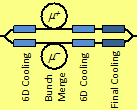 μ⁺
μ⁻
6D Cooling
Bunch
Merge
6D Cooling
Final Cooling